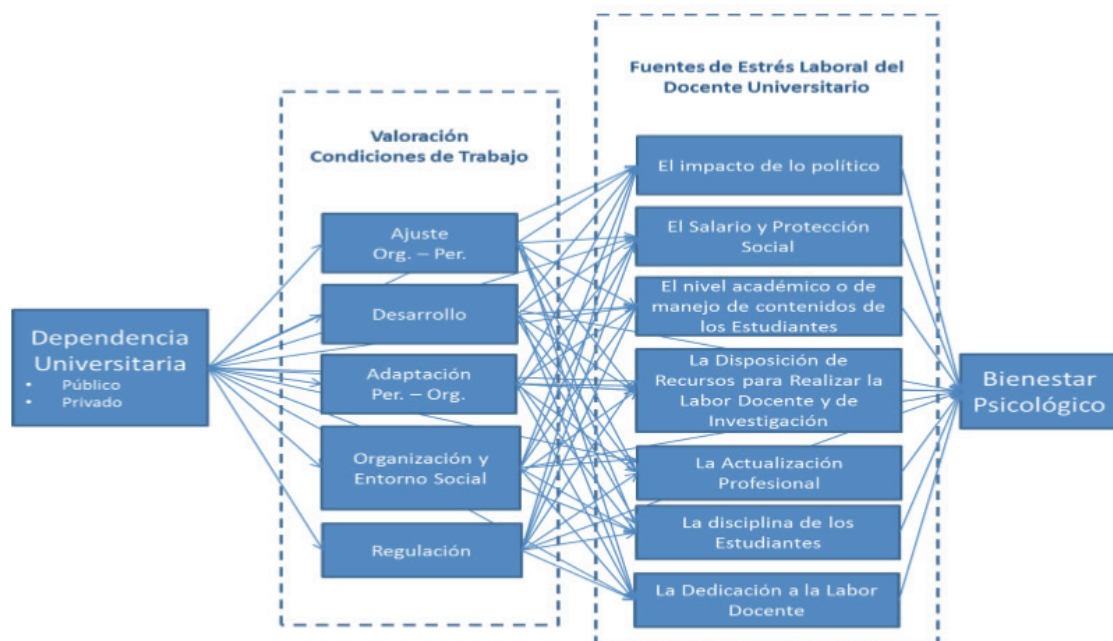 Fuentes de Estrés Laboral del
Docente Universitario
Valoración
Condiciones de Trabajo
El impacto de lo político
Ajuste
Org. – Per.
El Salario y Protección
Social
El nivel académico o de
manejo de contenidos de
los Estudiantes
Desarrollo
Dependencia
Universitaria
• Público
• Privado
Adaptación
Per. – Org.
La Disposición de
Recursos para Realizar la
Labor Docente y de
Investigación
Bienestar
Psicológico
Organización y
Entorno Social
La Actualización
Profesional
La disciplina de los
Estudiantes
Regulación
La Dedicación a la Labor
Docente